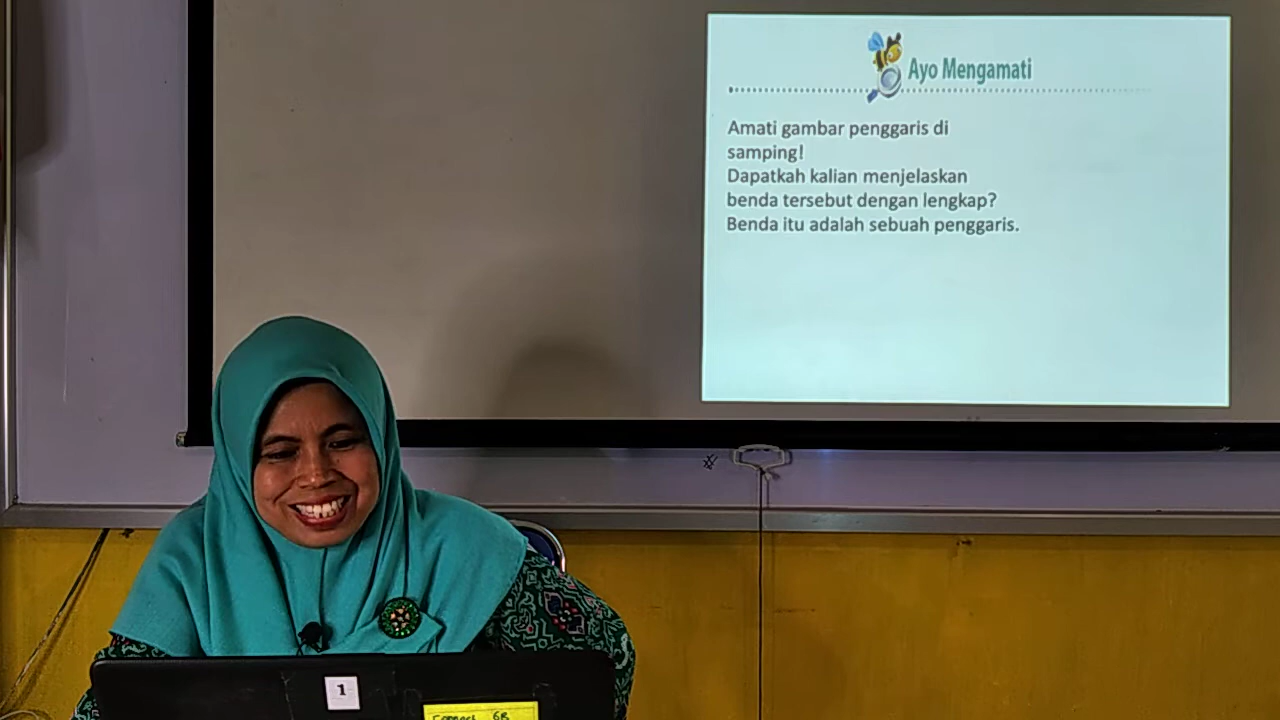 Ayo Mengamati
Amati gambar penggaris di
samping!
Dapatkah kalian menjelaskan
benda tersebut dengan lengkap?
Benda itu adalah sebuah penggaris.
1